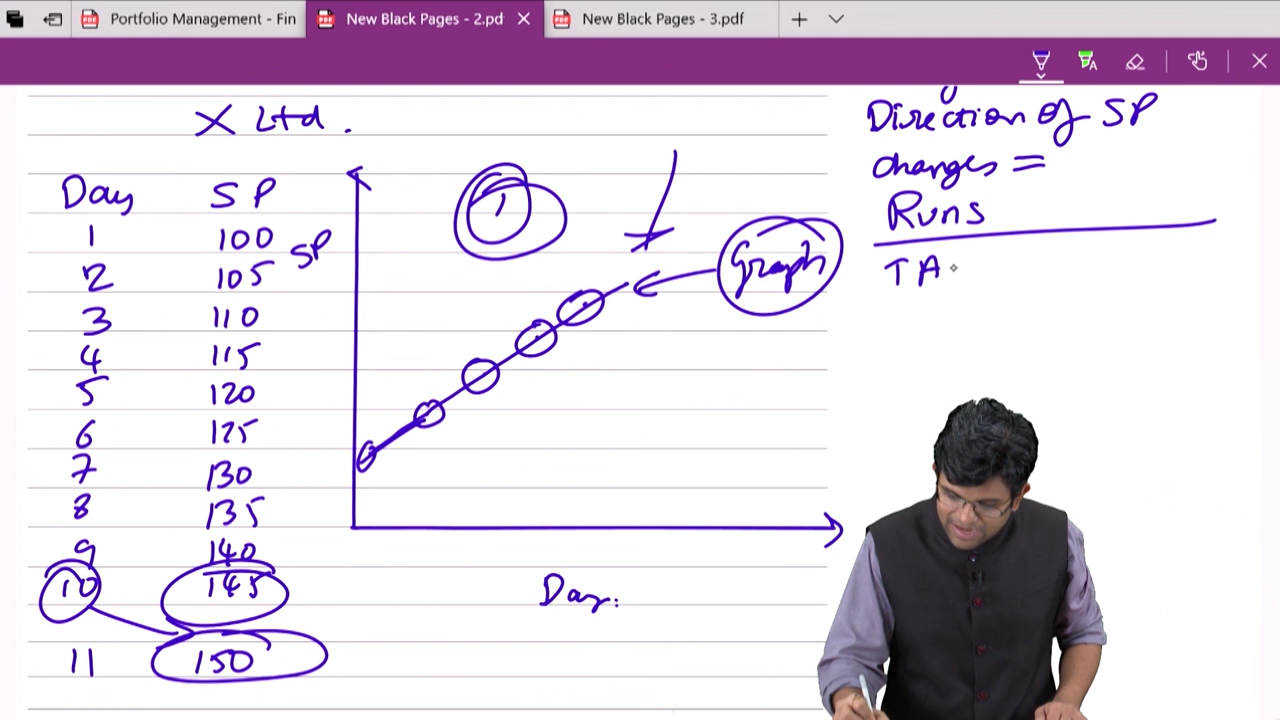 Portfolio Management - Fin
New Black Pages - 2.pd
New Black Pages - 3.pdf
X Ltd.
Day SP
1 100
2 105
3 110
4 115
5 120
6 125
7 130
8 135
9 140
10 145
11 150
SP
1
Graph
Day.
Direction of SP
changes =
Runs
TA